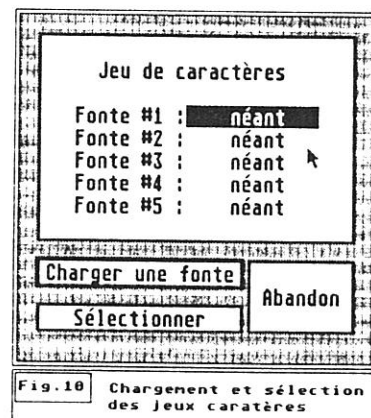 Jeu de caractères
Fonte #1 : néant
Fonte #2 : néant
Fonte #3 : néant
Fonte #4 : néant
Fonte #5 : néant
Charger une fonte
Abandon
Sélectionner
Fig.10 Chargement et sélection
des jeux caratères